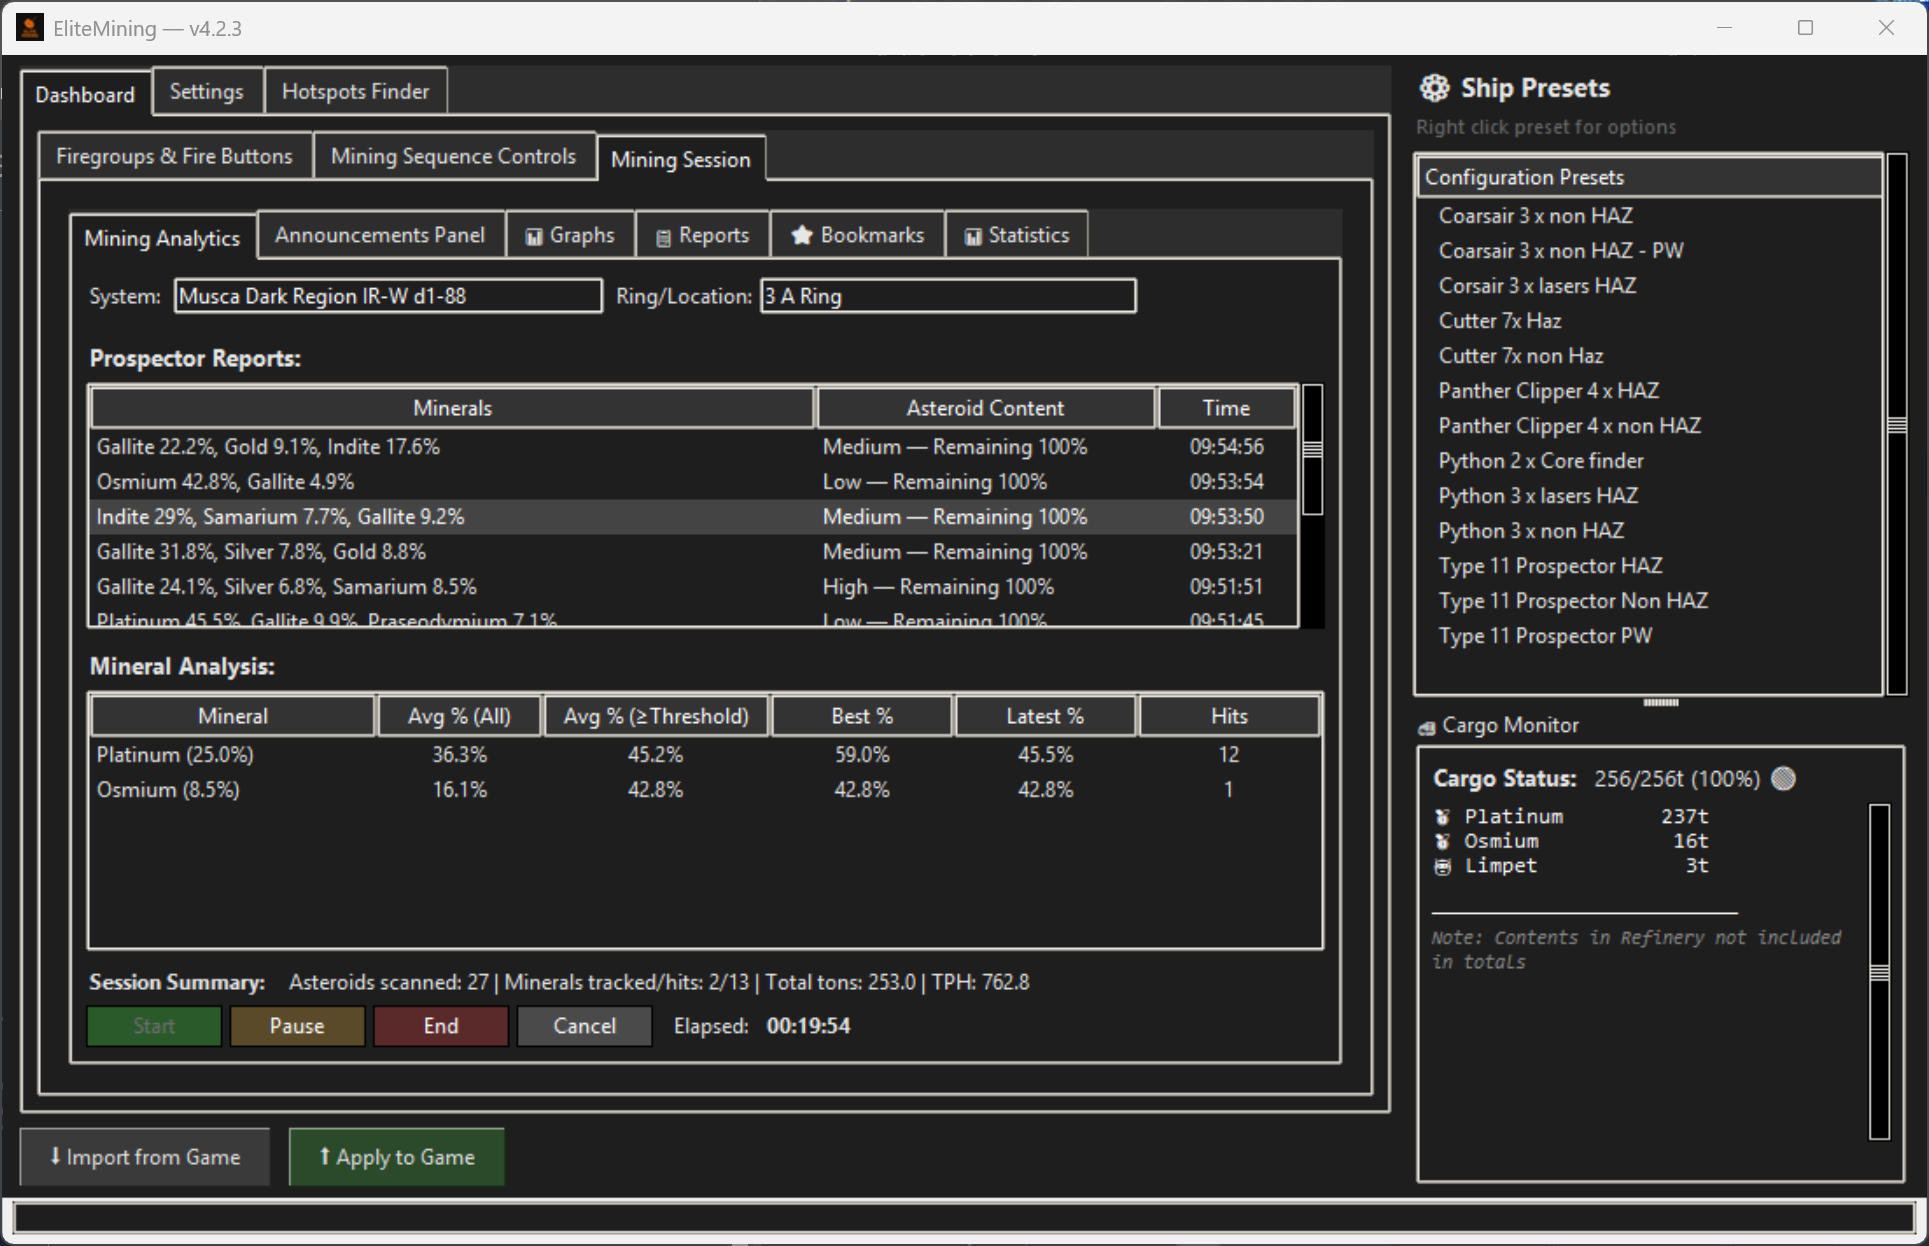 EliteMining — v4.2.3
Dashboard
Settings
Hotspots Finder
Firegroups & Fire Buttons
Mining Sequence Controls
Mining Session
Mining Analytics
Announcements Panel
Graphs
Reports
Bookmarks
Statistics
System: Musca Dark Region IR-W d1-88 Ring/Location: 3 A Ring
Prospector Reports:
Minerals Asteroid Content Time
Gallite 22.2%, Gold 9.1%, Indite 17.6% Medium — Remaining 100% 09:54:56
Osmium 42.8%, Gallite 4.9% Low — Remaining 100% 09:53:54
Indite 29%, Samarium 7.7%, Gallite 9.2% Medium — Remaining 100% 09:53:50
Gallite 31.8%, Silver 7.8%, Gold 8.8% Medium — Remaining 100% 09:53:21
Gallite 24.1%, Silver 6.8%, Samarium 8.5% High — Remaining 100% 09:51:51
Platinum 45.5%, Gallite 9.9%, Praseodymium 7.1% Low — Remaining 100% 09:51:45
Mineral Analysis:
Mineral Avg % (All) Avg % (≥Threshold) Best % Latest % Hits
Platinum (25.0%) 36.3% 45.2% 59.0% 45.5% 12
Osmium (8.5%) 16.1% 42.8% 42.8% 42.8% 1
Session Summary: Asteroids scanned: 27 | Minerals tracked/hits: 2/13 | Total tons: 253.0 | TPH: 762.8
Start Pause End Cancel Elapsed: 00:19:54
⬇ Import from Game
⬆ Apply to Game
Ship Presets
Right click preset for options
Configuration Presets
Coarsair 3 x non HAZ
Coarsair 3 x non HAZ - PW
Corsair 3 x lasers HAZ
Cutter 7x Haz
Cutter 7x non Haz
Panther Clipper 4 x HAZ
Panther Clipper 4 x non HAZ
Python 2 x Core finder
Python 3 x lasers HAZ
Python 3 x non HAZ
Type 11 Prospector HAZ
Type 11 Prospector Non HAZ
Type 11 Prospector PW
Cargo Monitor
Cargo Status: 256/256t (100%)
Platinum 237t
Osmium 16t
Limpet 3t
Note: Contents in Refinery not included
in totals